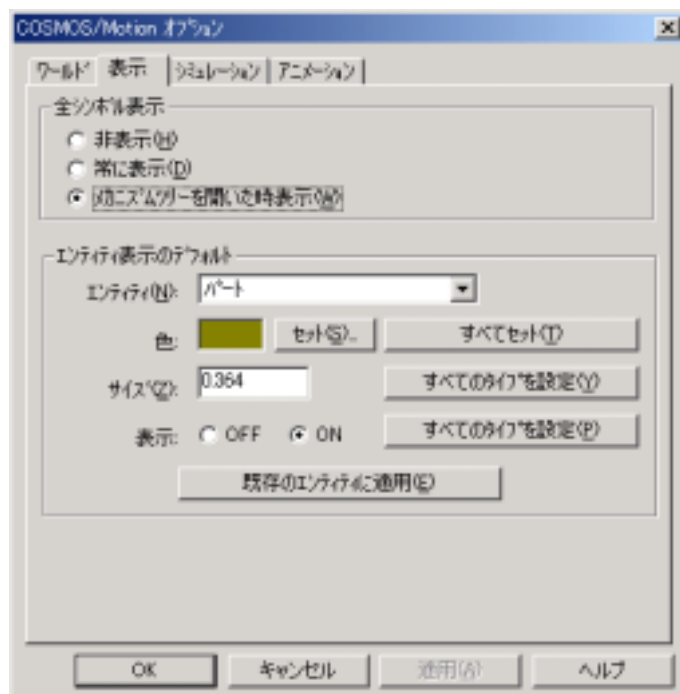 COSMOS/Motion オプション
ワールド 表示 シミュレーション アニメーション
全シンボル表示
非表示(H)
常に表示(D)
メカニズムツリーを開いた時表示(W)
エンティティ表示のデフォルト
エンティティ(N): パート
色: セット(S)... すべてセット(T)
サイズ(Z): 0.364 すべてのタイプを設定(Y)
表示: OFF ON すべてのタイプを設定(P)
既存のエンティティに適用(E)
OK キャンセル 適用(A) ヘルプ